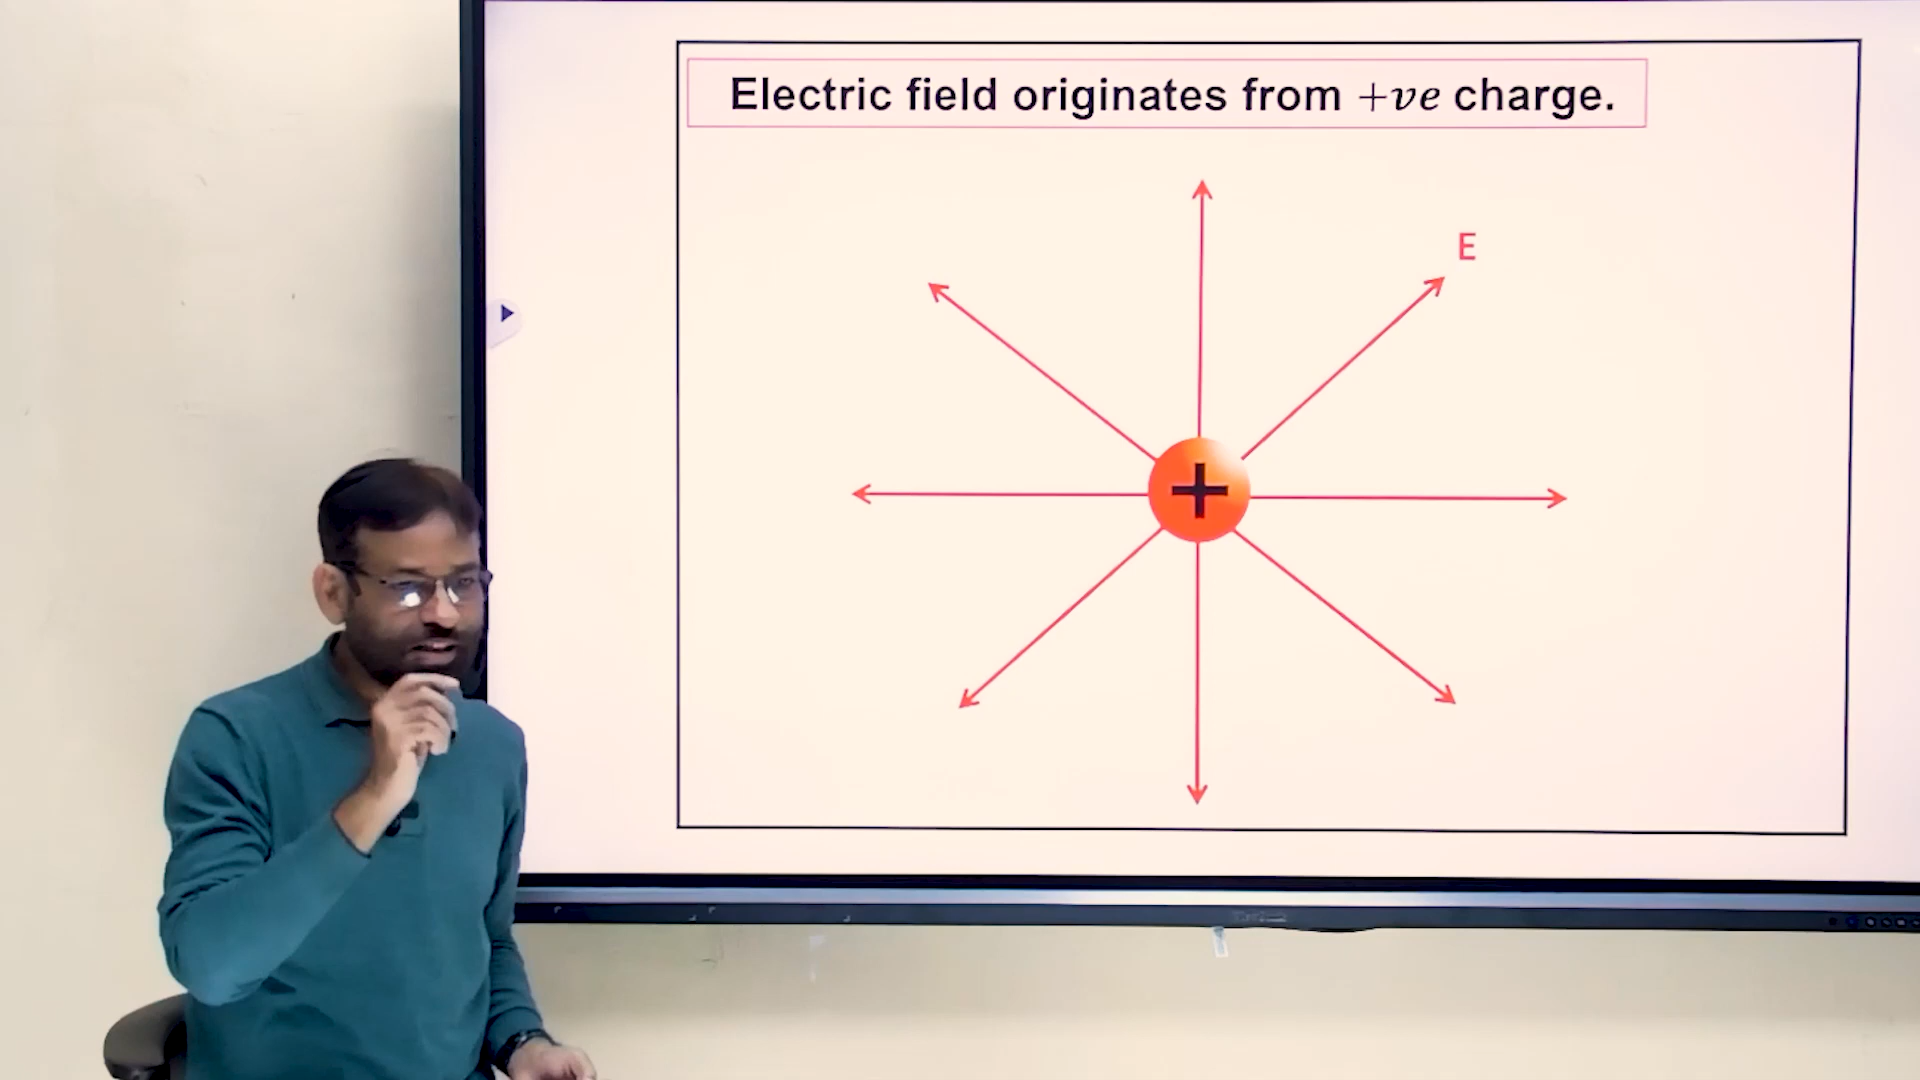 Electric field originates from +ve charge.
E
+